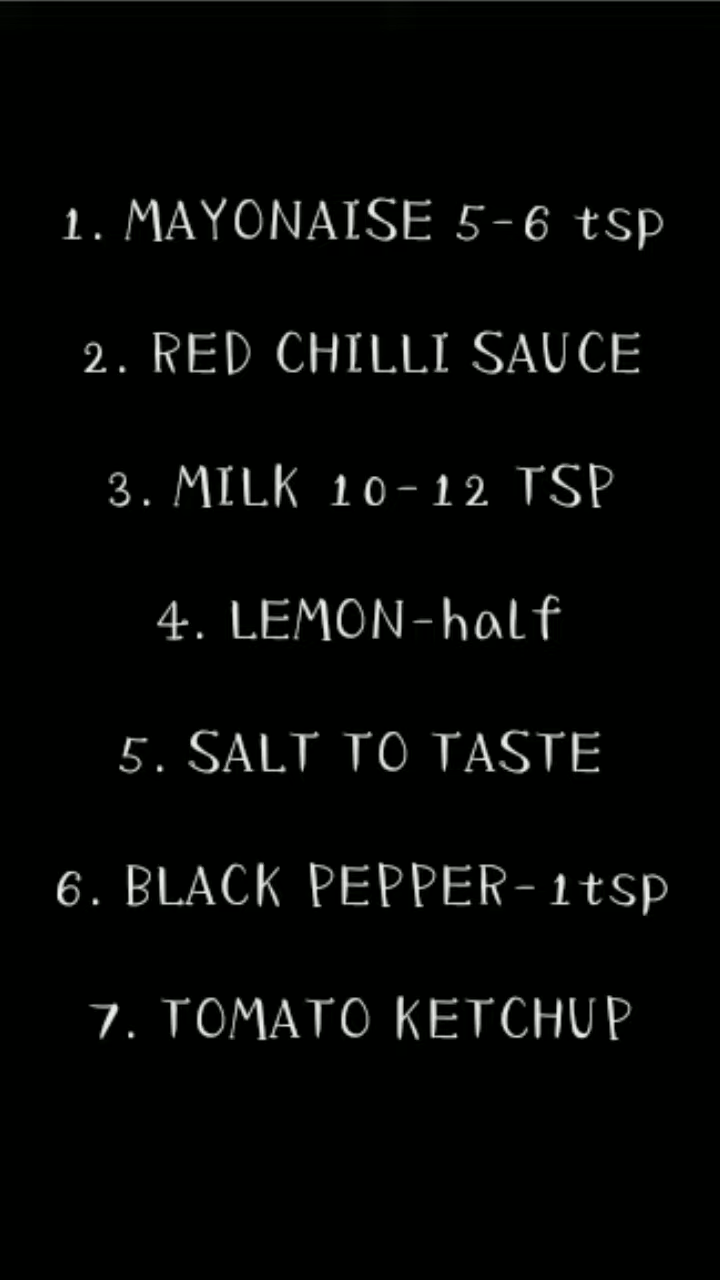 1. MAYONAISE 5-6 tsp
2. RED CHILLI SAUCE
3. MILK 10-12 TSP
4. LEMON-half
5. SALT TO TASTE
6. BLACK PEPPER-1tsp
7. TOMATO KETCHUP